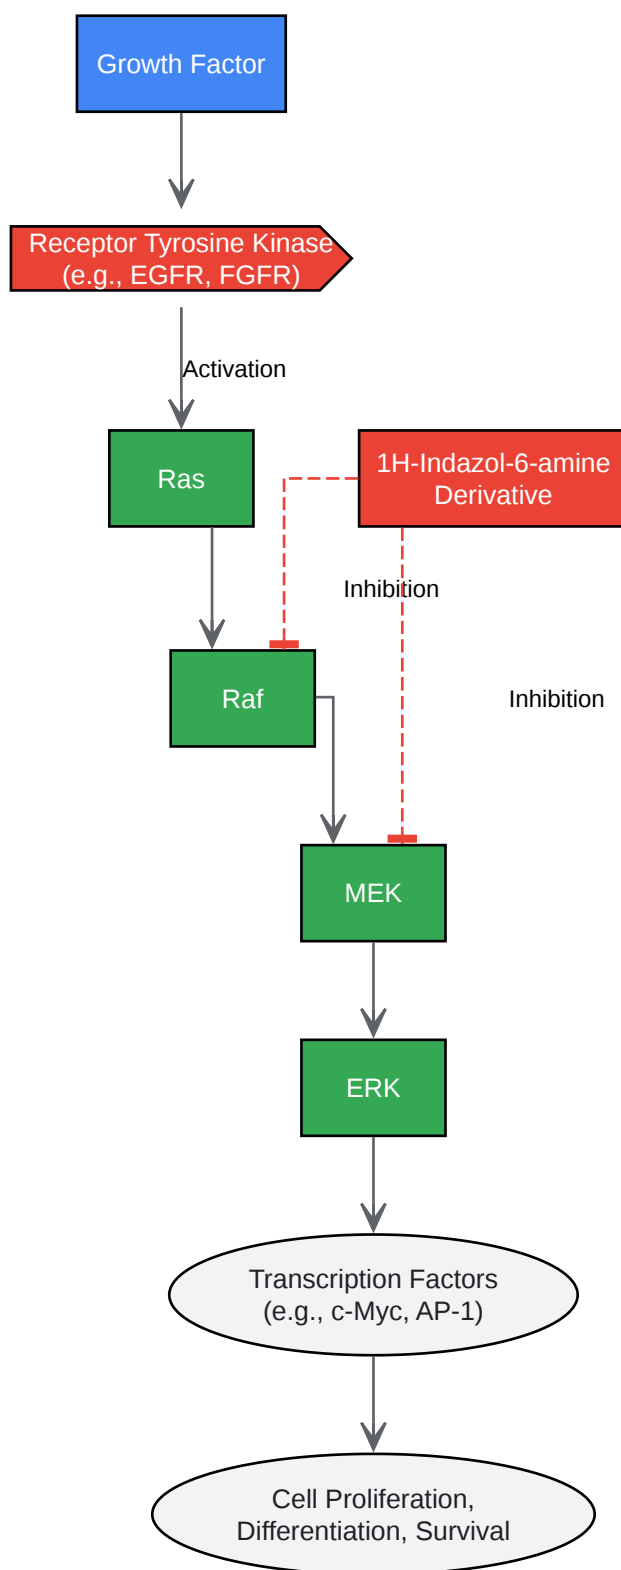 Growth Factor
Receptor Tyrosine Kinase
(e.g., EGFR, FGFR)
Activation
Ras
1H-Indazol-6-amine
Derivative
Inhibition
Raf
Inhibition
MEK
ERK
Transcription Factors
(e.g., c-Myc, AP-1)
Cell Proliferation,
Differentiation, Survival